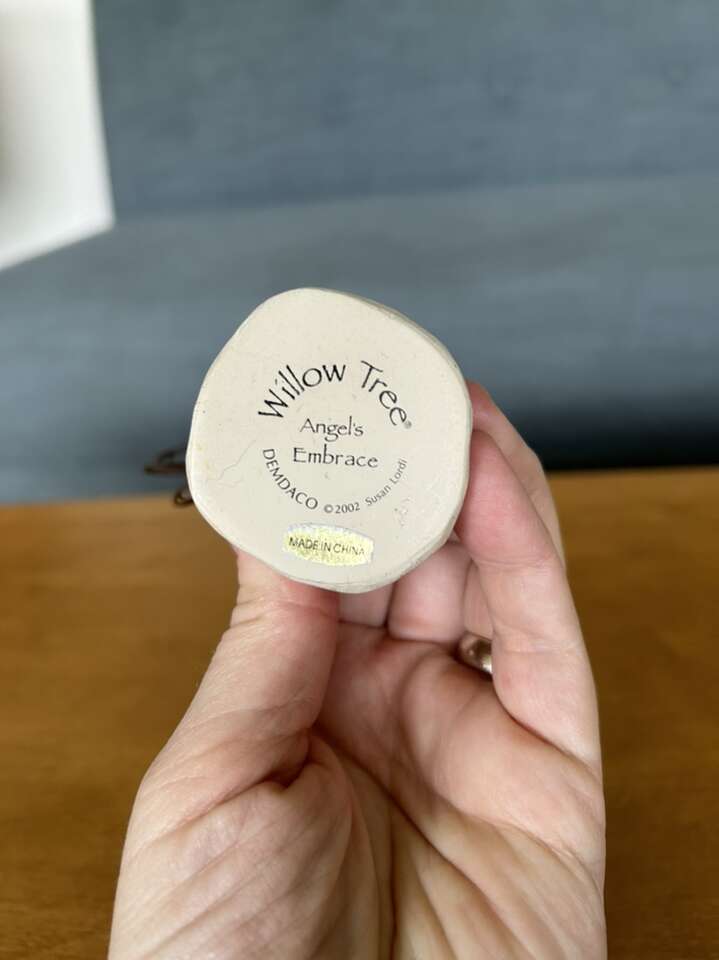 Willow Tree®
Angel's
Embrace
DEMDACO ©2002 Susan Lordi
MADE IN CHINA